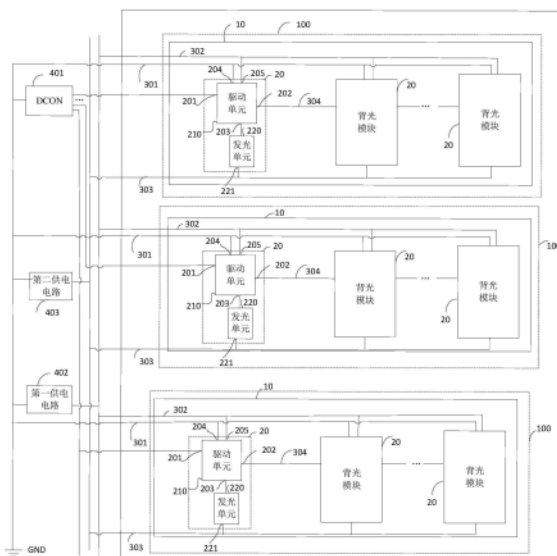 10
100
302
401
204
205
20
20
20
DCON
...
301
201
驱动
单元
202
304
背光
模块
...
背光
模块
20
210
203
220
发光
单元
303
221
10
302
301
204
205
20
20
20
100
201
驱动
单元
202
304
背光
模块
...
背光
模块
20
第二供电
电路
403
210
203
220
发光
单元
303
221
402
第一供电
电路
10
302
301
204
205
20
20
100
201
驱动
单元
202
304
背光
模块
...
背光
模块
20
210
203
220
发光
单元
GND
303
221